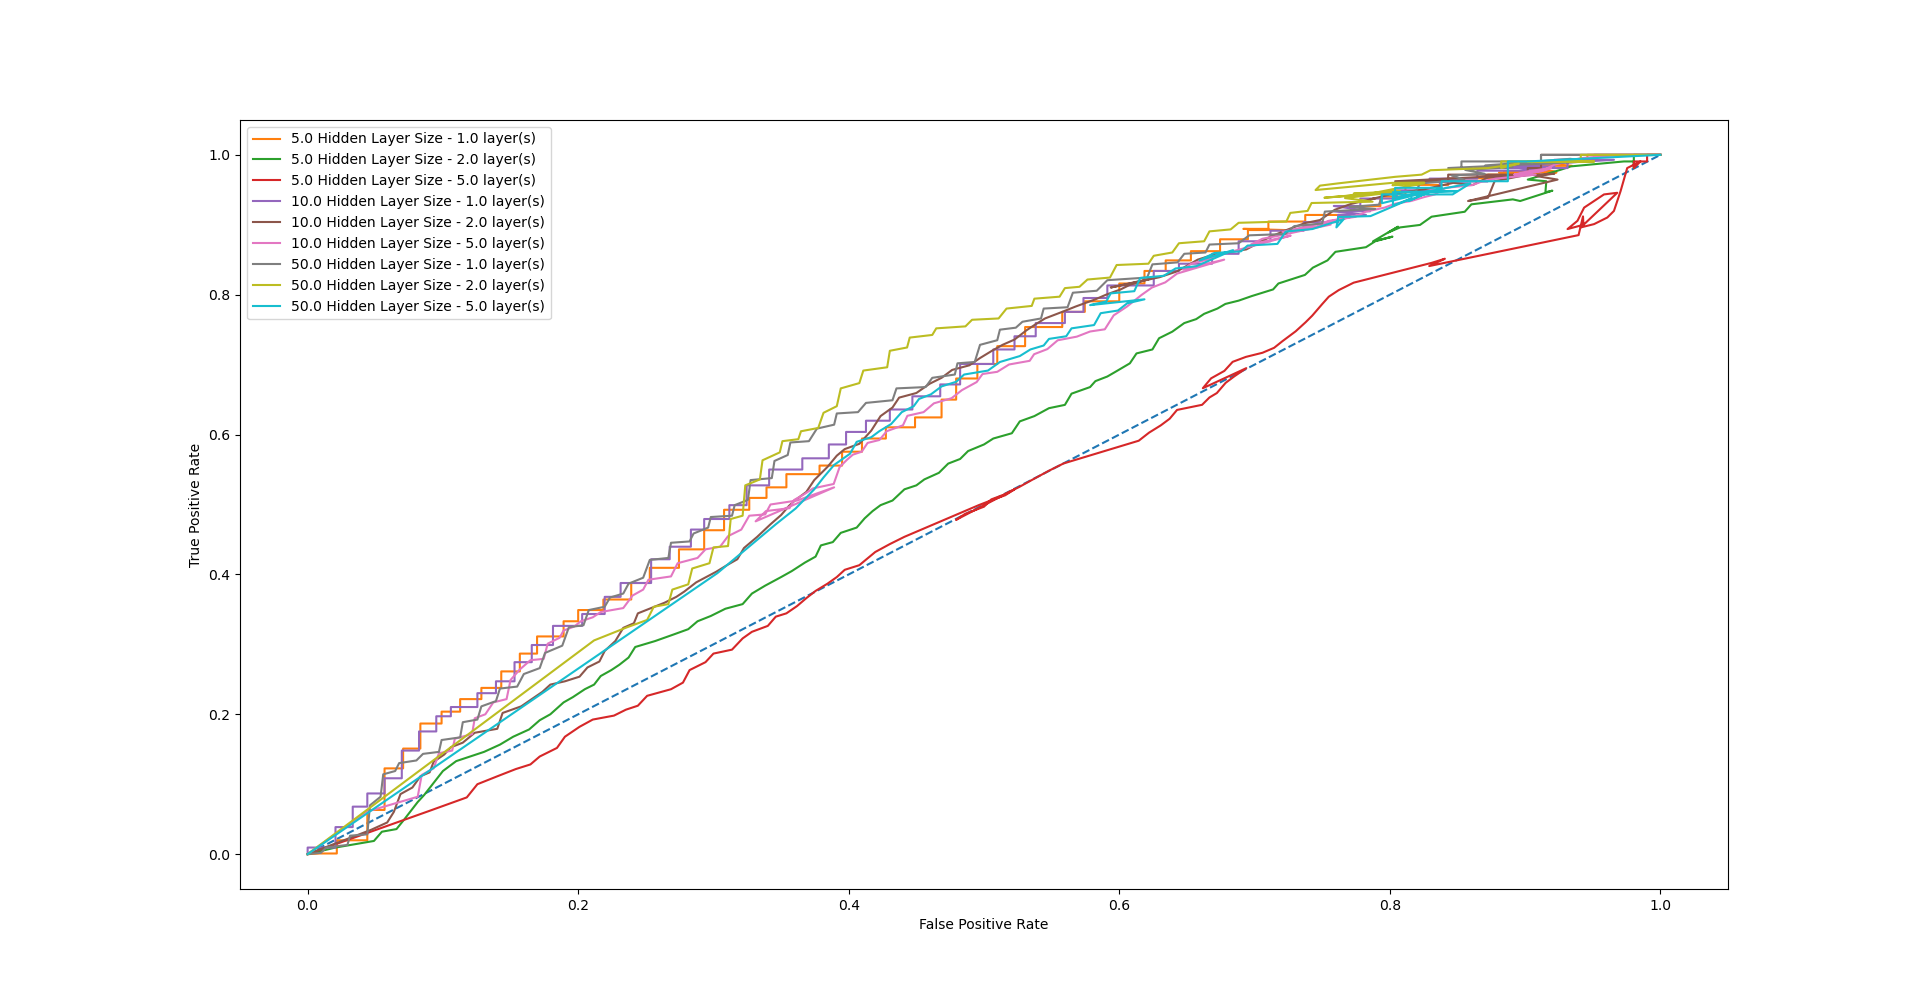 5.0 Hidden Layer Size - 1.0 layer(s)
5.0 Hidden Layer Size - 2.0 layer(s)
5.0 Hidden Layer Size - 5.0 layer(s)
10.0 Hidden Layer Size - 1.0 layer(s)
10.0 Hidden Layer Size - 2.0 layer(s)
10.0 Hidden Layer Size - 5.0 layer(s)
50.0 Hidden Layer Size - 1.0 layer(s)
50.0 Hidden Layer Size - 2.0 layer(s)
50.0 Hidden Layer Size - 5.0 layer(s)
True Positive Rate
1.0
0.8
0.6
0.4
0.2
0.0
0.0 0.2 0.4 0.6 0.8 1.0
False Positive Rate